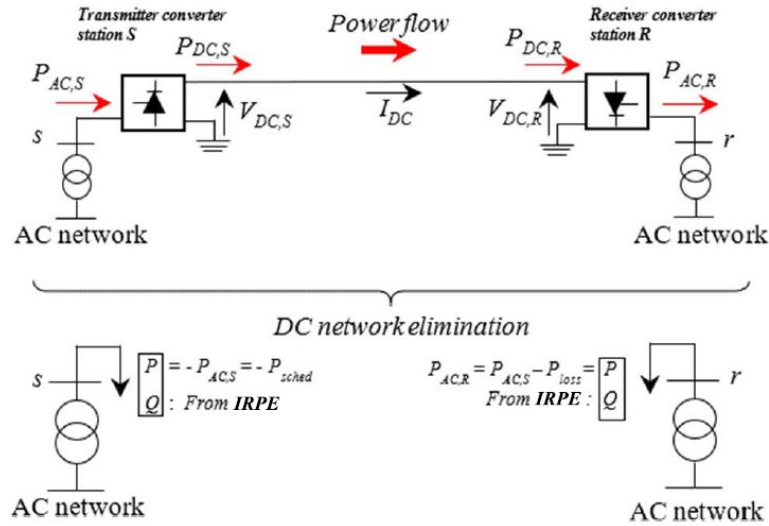 Transmitter converter
station S
Power flow
Receiver converter
station R
P_DC,S
P_DC,R
P_AC,S
P_AC,R
V_DC,S
I_DC
V_DC,R
s
r
AC network
AC network
DC network elimination
s
P = - P_AC,S = - P_sched
Q : From IRPE
P_AC,R = P_AC,S - P_loss = P
From IRPE : Q
r
AC network
AC network